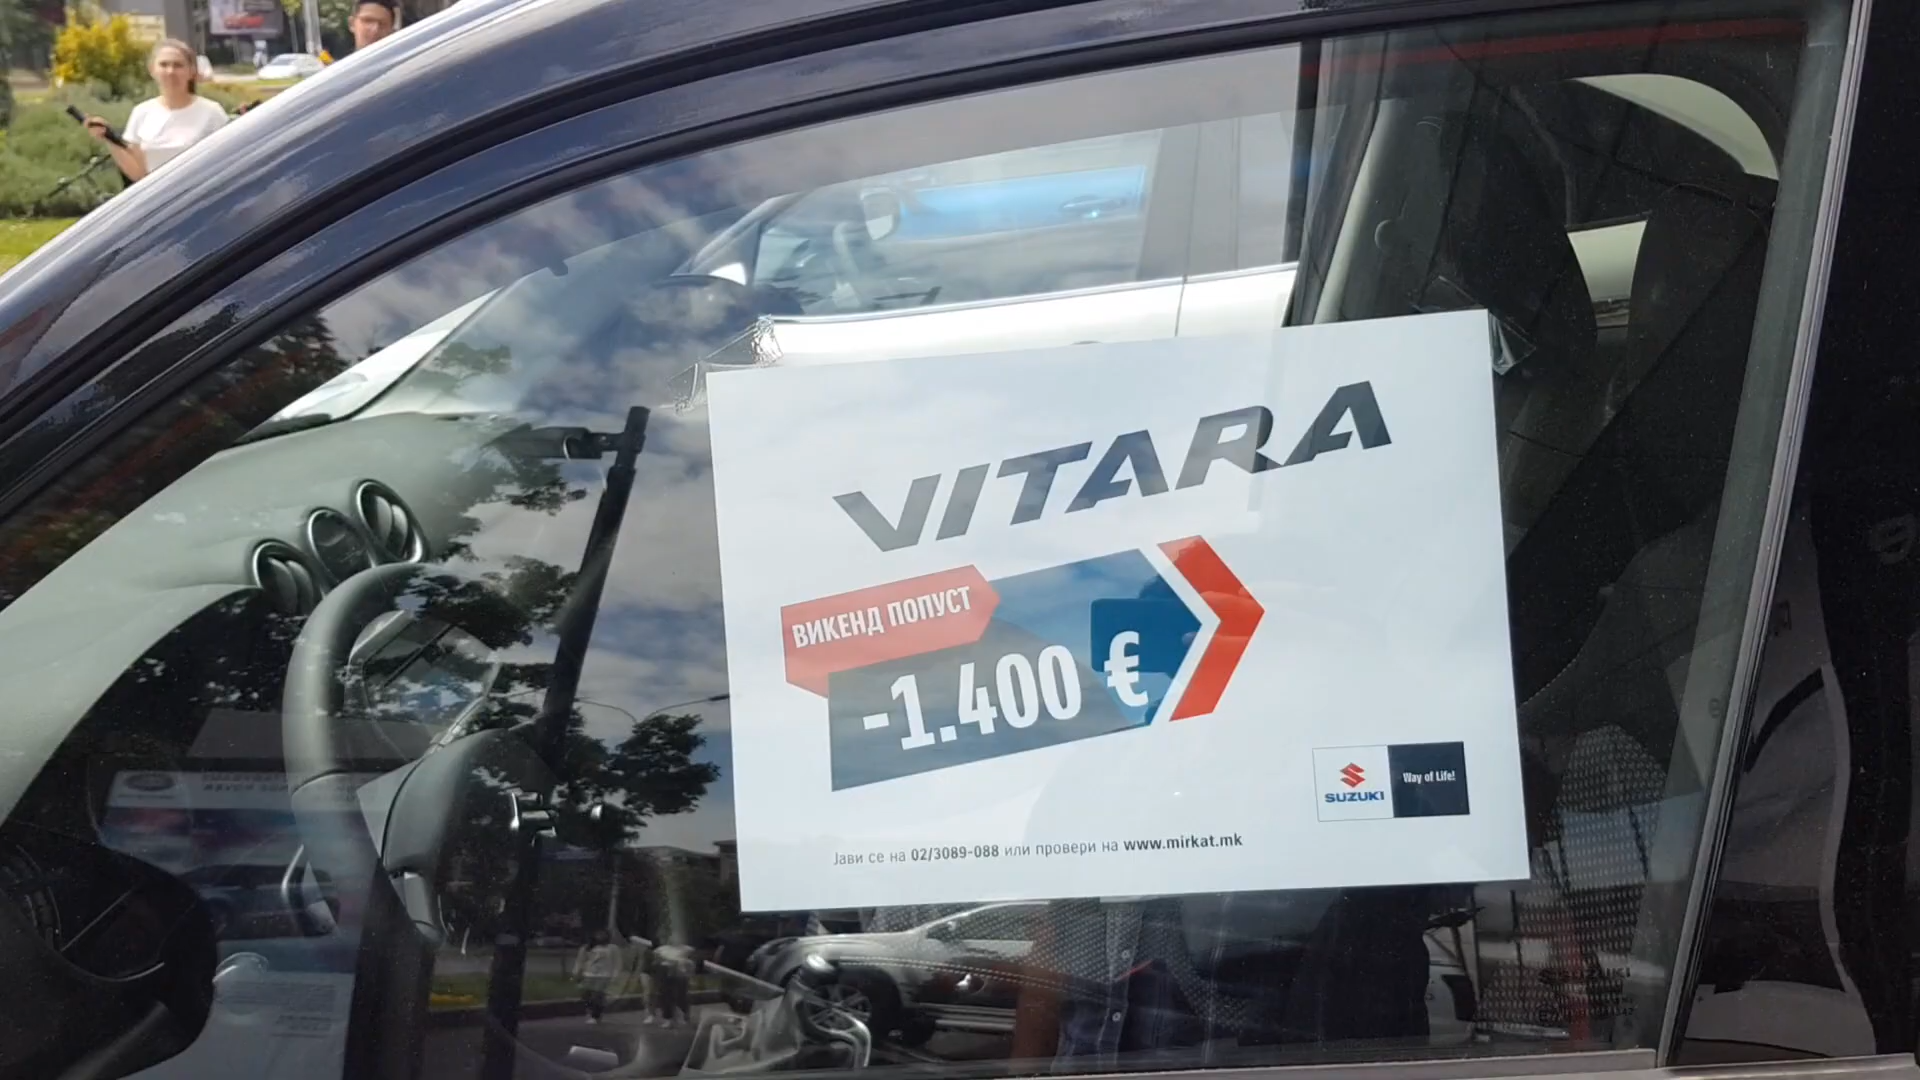 VITARA
ВИКЕНД ПОПУСТ
-1.400 €
SUZUKI
Way of Life!
Јави се на 02/3089-088 или провери на www.mirkat.mk
SUZUKI